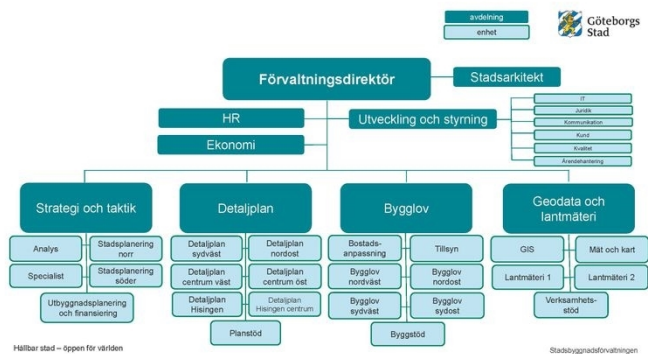 avdelning
enhet
Göteborgs
Stad
Förvaltningsdirektör
Stadsarkitekt
HR
Ekonomi
Utveckling och styrning
IT
Juridik
Kommunikation
Kund
Kvalitet
Ärendehantering
Strategi och taktik
Detaljplan
Bygglov
Geodata och
lantmäteri
Analys
Stadsplanering
norr
Specialist
Stadsplanering
söder
Utbyggnadsplanering
och finansiering
Detaljplan
sydväst
Detaljplan
nordost
Detaljplan
centrum väst
Detaljplan
centrum öst
Detaljplan
Hisingen
Detaljplan
Hisingen centrum
Planstöd
Bostads-
anpassning
Tillsyn
Bygglov
nordväst
Bygglov
nordost
Bygglov
sydväst
Bygglov
sydost
Byggstöd
GIS
Mät och kart
Lantmäteri 1
Lantmäteri 2
Verksamhets-
stöd
Hållbar stad – öppen för världen
Stadsbyggnadsförvaltningen